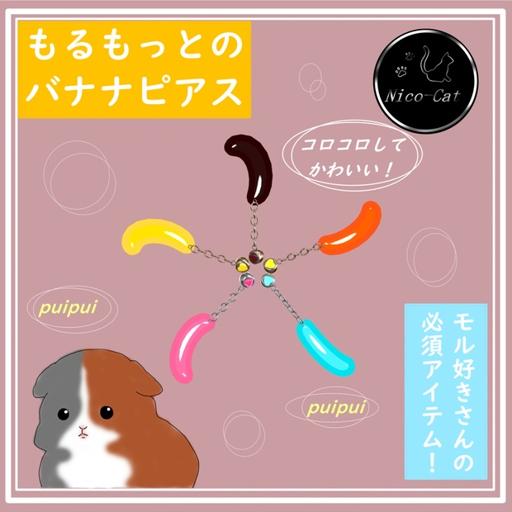 もるもっとの
バナナピアス
Nico-Cat
コロコロして
かわいい！
puipui
モル好きさんの
必須アイテム！
puipui